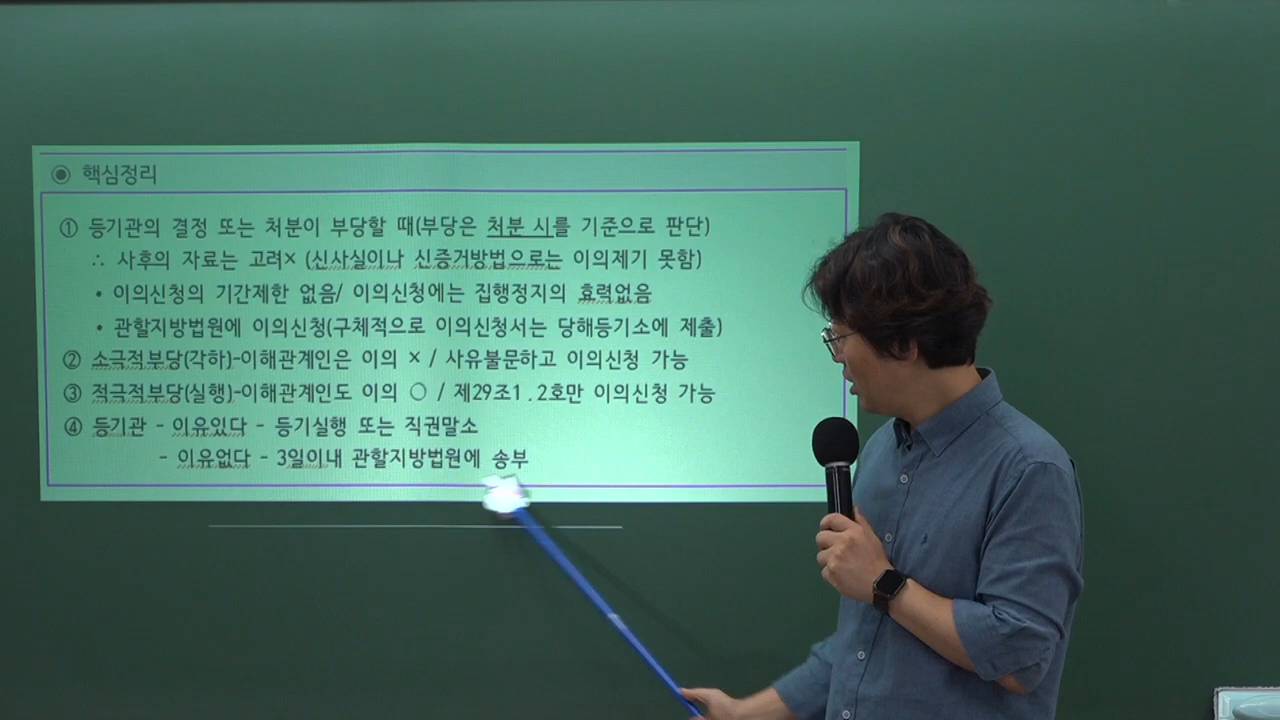 ◉ 핵심정리
① 등기관의 결정 또는 처분이 부당할 때(부당은 처분 시를 기준으로 판단)
∴ 사후의 자료는 고려× (신사실이나 신증거방법으로는 이의제기 못함)
• 이의신청의 기간제한 없음/ 이의신청에는 집행정지의 효력없음
• 관할지방법원에 이의신청(구체적으로 이의신청서는 당해등기소에 제출)
② 소극적부당(각하)-이해관계인은 이의 × / 사유불문하고 이의신청 가능
③ 적극적부당(실행)-이해관계인도 이의 ○ / 제29조1 . 2호만 이의신청 가능
④ 등기관 - 이유있다 - 등기실행 또는 직권말소
- 이유없다 - 3일이내 관할지방법원에 송부